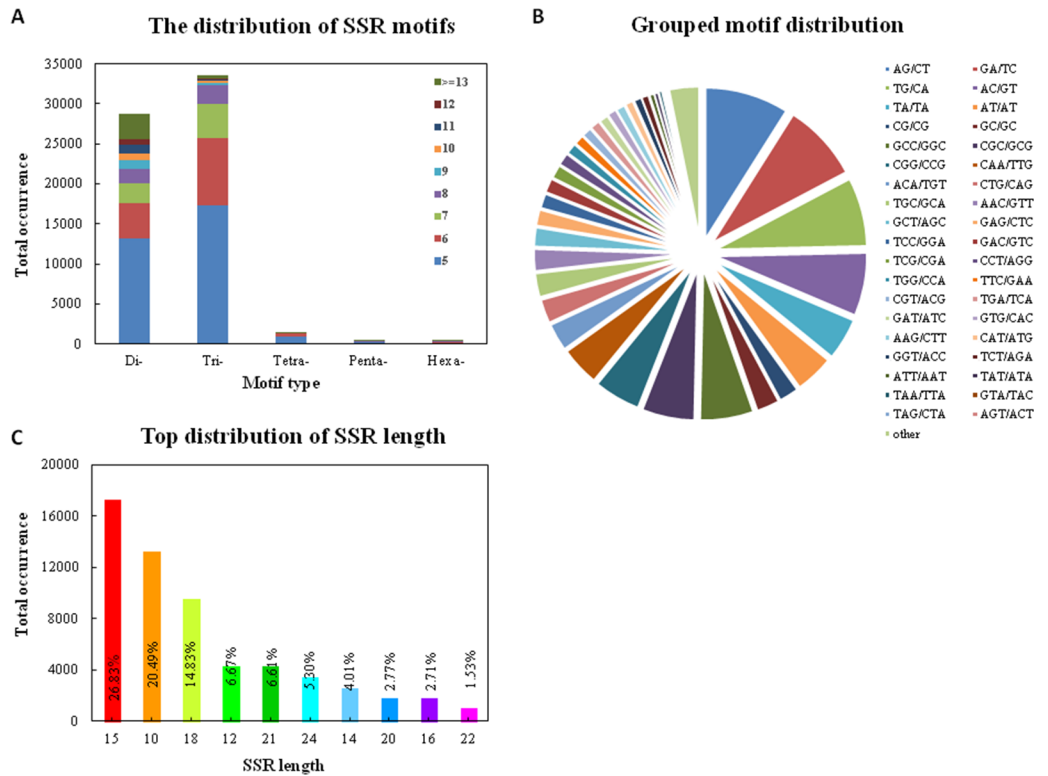 A
The distribution of SSR motifs
35000
30000
25000
20000
15000
10000
5000
0
Total occurrence
>=13
12
11
10
9
8
7
6
5
Di-
Tri-
Tetra-
Penta-
Hexa-
Motif type
B
Grouped motif distribution
AG/CT GA/TC
TG/CA AC/GT
TA/TA AT/AT
CG/CG GC/GC
GCC/GGC CGC/GCG
CGG/CCG CAA/TTG
ACA/TGT CTG/CAG
TGC/GCA AAC/GTT
GCT/AGC GAG/CTC
TCC/GGA GAC/GTC
TCG/CGA CCT/AGG
TGG/CCA TTC/GAA
CGT/ACG TGA/TCA
GAT/ATC GTG/CAC
AAG/CTT CAT/ATG
GGT/ACC TCT/AGA
ATT/AAT TAT/ATA
TAA/TTA GTA/TAC
TAG/CTA AGT/ACT
other
C
Top distribution of SSR length
20000
16000
12000
8000
4000
0
Total occurrence
26.83%
20.49%
14.83%
6.67%
6.61%
5.30%
4.01%
2.77%
2.71%
1.53%
15
10
18
12
21
24
14
20
16
22
SSR length